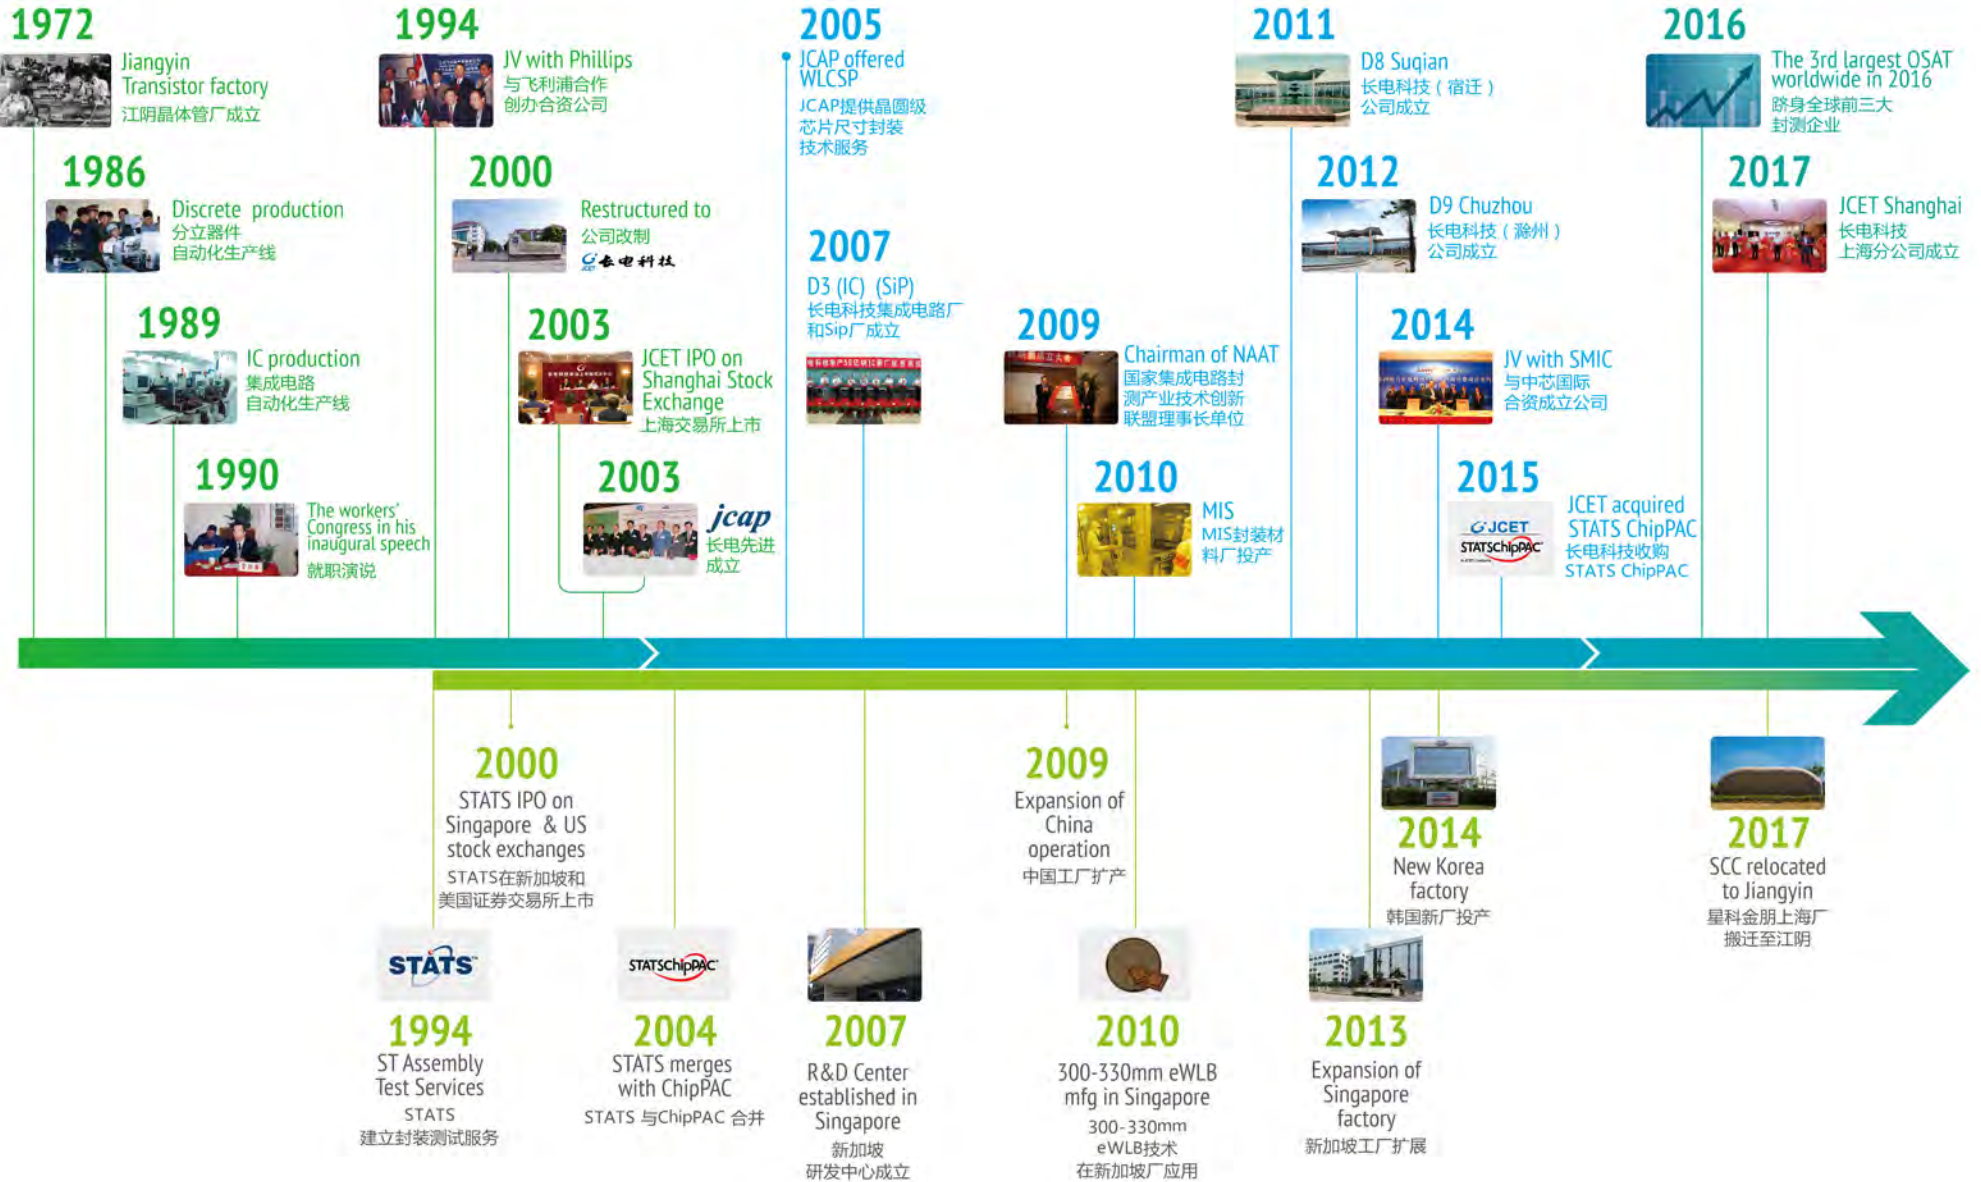 1972
Jiangyin
Transistor factory
江阴晶体管厂成立
1986
Discrete production
分立器件
自动化生产线
1989
IC production
集成电路
自动化生产线
1990
The workers'
Congress in his
inaugural speech
就职演说
1994
JV with Phillips
与飞利浦合作
创办合资公司
2000
Restructured to
公司改制
长电科技
2003
JCET IPO on
Shanghai Stock
Exchange
上海交易所上市
2003
jcap
长电先进
成立
2005
JCAP offered
WLCSP
JCAP提供晶圆级
芯片尺寸封装
技术服务
2007
D3 (IC) (SiP)
长电科技集成电路厂
和Sip厂成立
2009
Chairman of NAAT
国家集成电路封
测产业技术创新
联盟理事长单位
2010
MIS
MIS封装材
料厂投产
2011
D8 Suqian
长电科技（宿迁）
公司成立
2012
D9 Chuzhou
长电科技（滁州）
公司成立
2014
JV with SMIC
与中芯国际
合资成立公司
2015
JCET
STATSChipPAC
JCET acquired
STATS ChipPAC
长电科技收购
STATS ChipPAC
2016
The 3rd largest OSAT
worldwide in 2016
跻身全球前三大
封测企业
2017
JCET Shanghai
长电科技
上海分公司成立
2000
STATS IPO on
Singapore & US
stock exchanges
STATS在新加坡和
美国证券交易所上市
STATS
1994
ST Assembly
Test Services
STATS
建立封装测试服务
STATSChipPAC
2004
STATS merges
with ChipPAC
STATS 与ChipPAC 合并
2007
R&D Center
established in
Singapore
新加坡
研发中心成立
2009
Expansion of
China
operation
中国工厂扩产
2010
300-330mm eWLB
mfg in Singapore
300-330mm
eWLB技术
在新加坡厂应用
2013
Expansion of
Singapore
factory
新加坡工厂扩展
2014
New Korea
factory
韩国新厂投产
2017
SCC relocated
to Jiangyin
星科金朋上海厂
搬迁至江阴